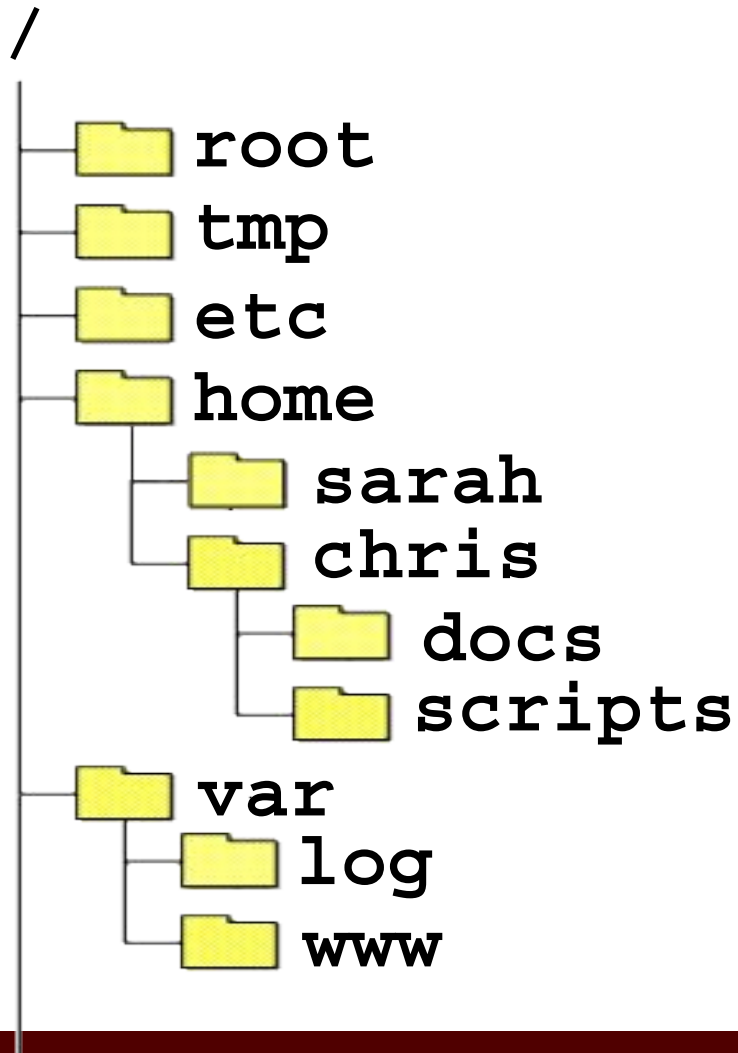 /
root
tmp
etc
home
sarah
chris
docs
scripts
var
log
www